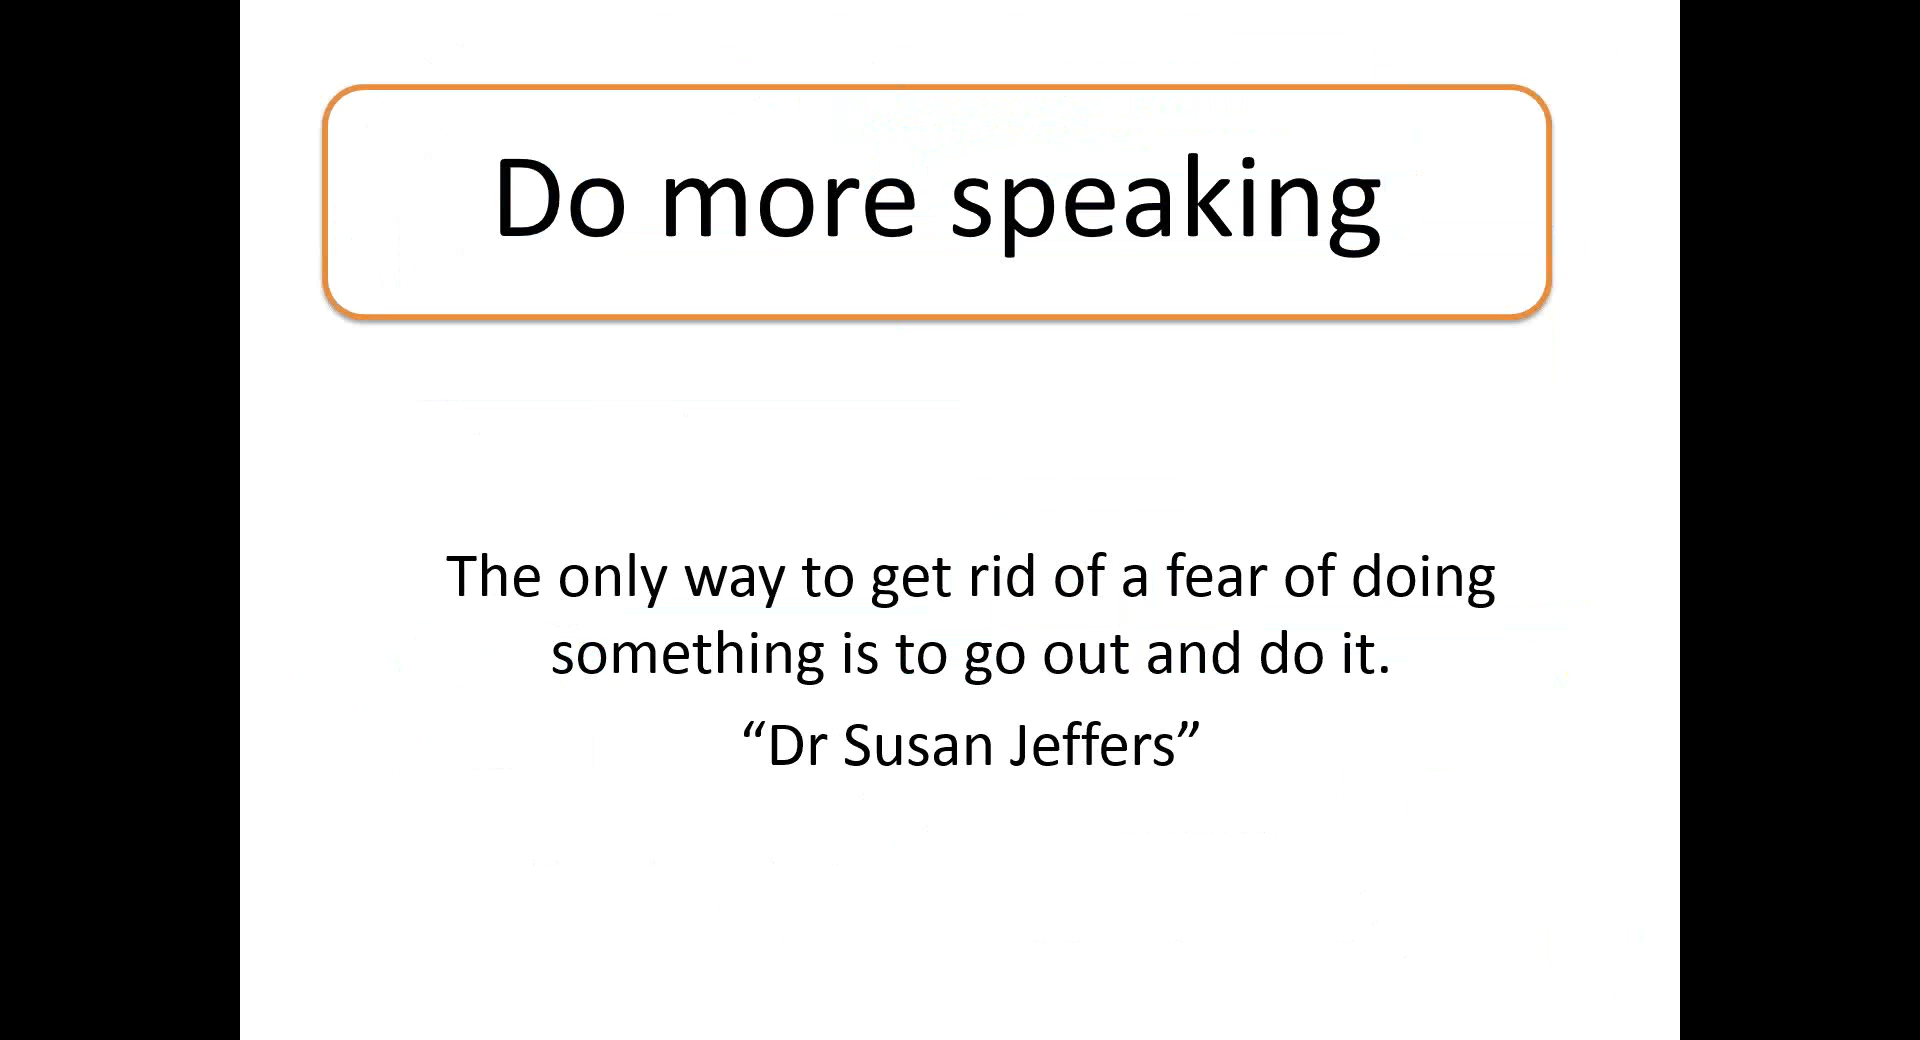 Do more speaking
The only way to get rid of a fear of doing
something is to go out and do it.
“Dr Susan Jeffers”